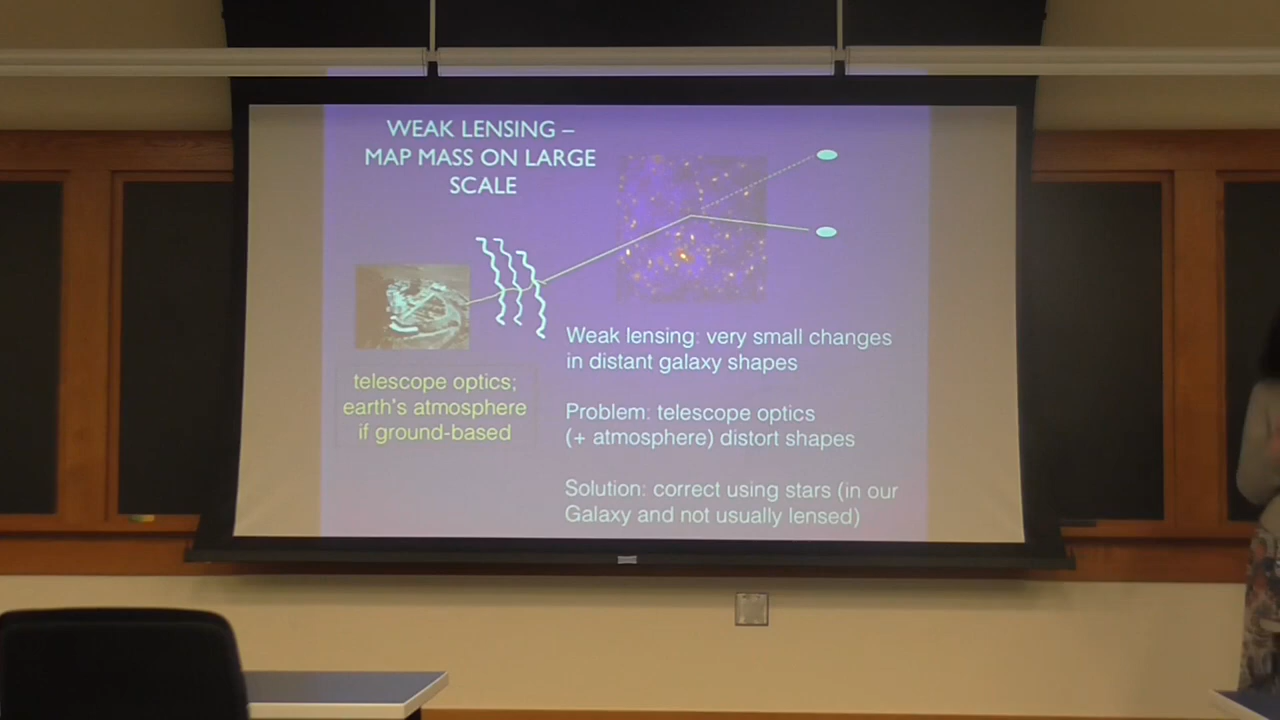 WEAK LENSING –
MAP MASS ON LARGE
SCALE
telescope optics;
earth's atmosphere
if ground-based
Weak lensing: very small changes
in distant galaxy shapes
Problem: telescope optics
(+ atmosphere) distort shapes
Solution: correct using stars (in our
Galaxy and not usually lensed)